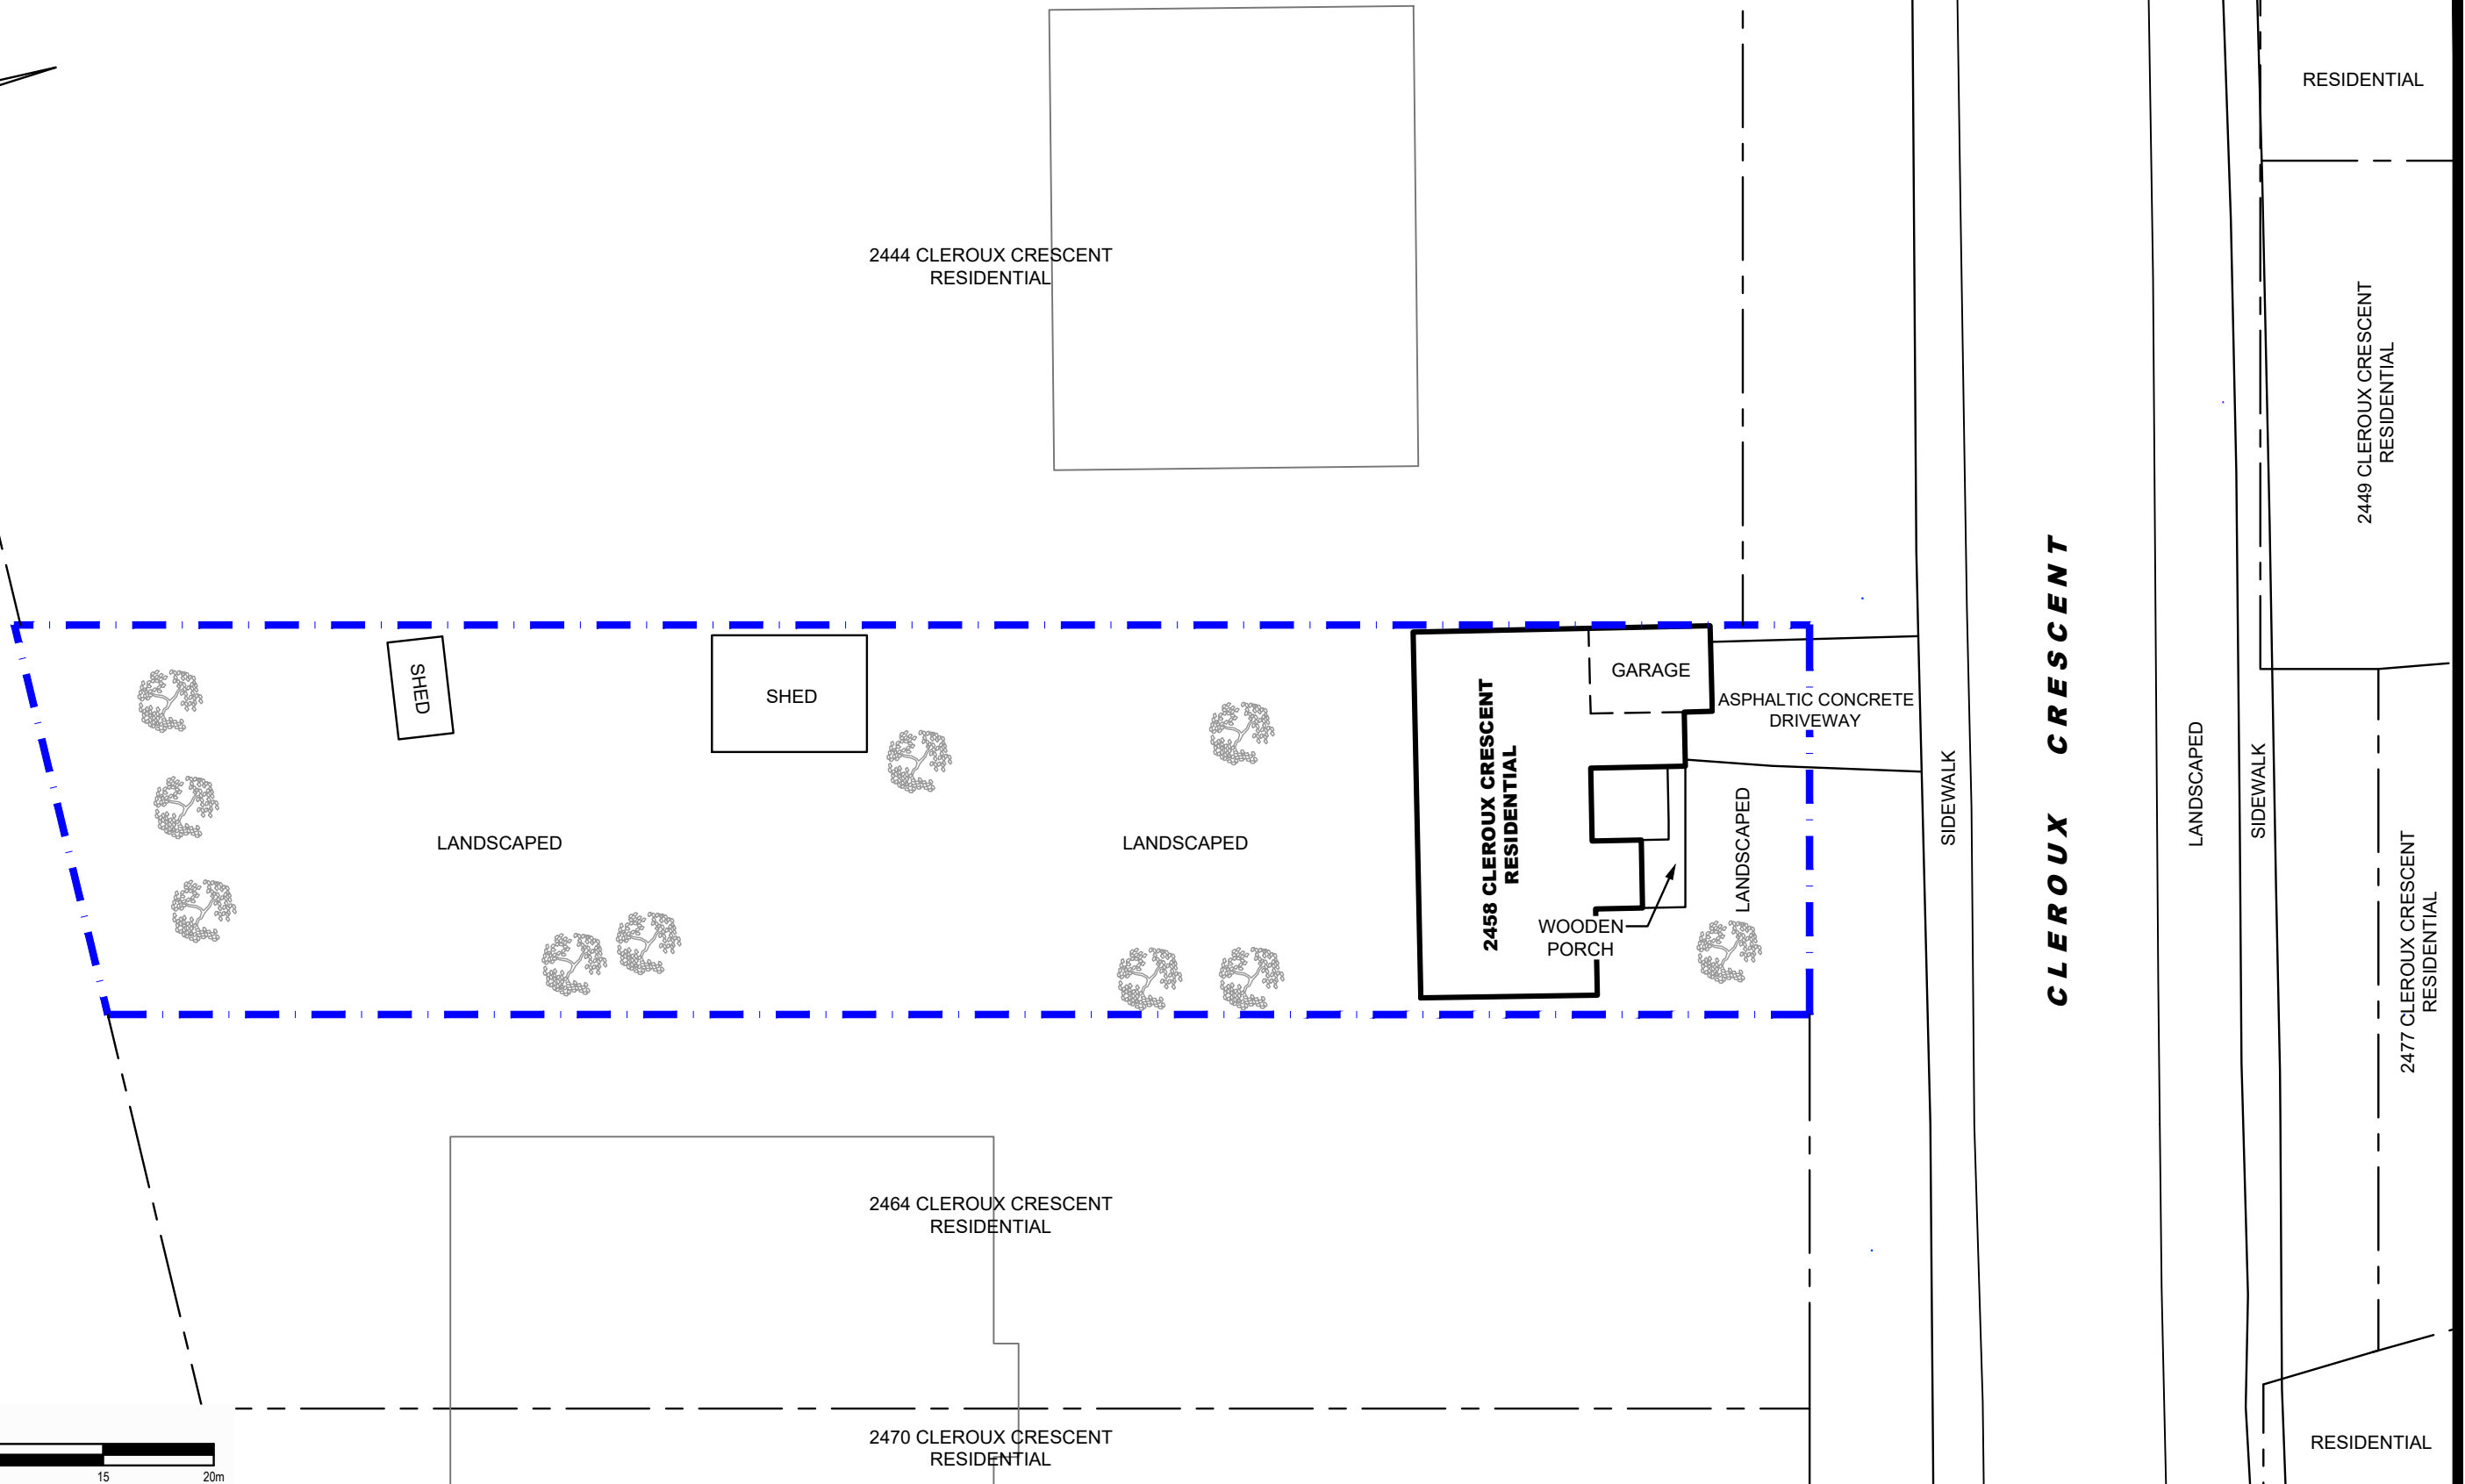 RESIDENTIAL
2444 CLEROUX CRESCENT
RESIDENTIAL
2449 CLEROUX CRESCENT
RESIDENTIAL
SHED
SHED
GARAGE
ASPHALTIC CONCRETE
DRIVEWAY
2458 CLEROUX CRESCENT
RESIDENTIAL
LANDSCAPED
LANDSCAPED
LANDSCAPED
WOODEN
PORCH
SIDEWALK
CLEROUX CRESCENT
LANDSCAPED
SIDEWALK
2477 CLEROUX CRESCENT
RESIDENTIAL
2464 CLEROUX CRESCENT
RESIDENTIAL
2470 CLEROUX CRESCENT
RESIDENTIAL
RESIDENTIAL
15 20m